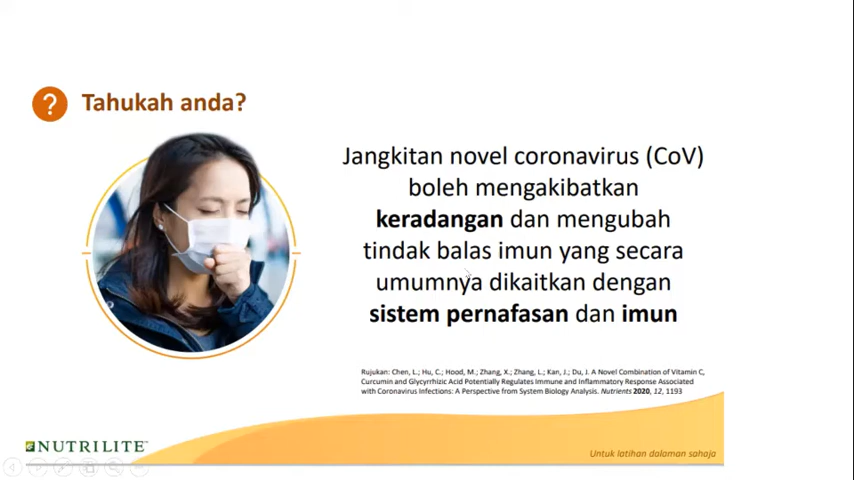 ?
Tahukah anda?
Jangkitan novel coronavirus (CoV)
boleh mengakibatkan
keradangan dan mengubah
tindak balas imun yang secara
umumnya dikaitkan dengan
sistem pernafasan dan imun
Rujukan: Chen, L.; Hu, C.; Hood, M.; Zhang, X.; Zhang, L.; Kan, J.; Du, J. A Novel Combination of Vitamin C,
Curcumin and Glycyrrhizic Acid Potentially Regulates Immune and Inflammatory Response Associated
with Coronavirus Infections: A Perspective from System Biology Analysis. Nutrients 2020, 12, 1193
NUTRILITE™
Untuk latihan dalaman sahaja